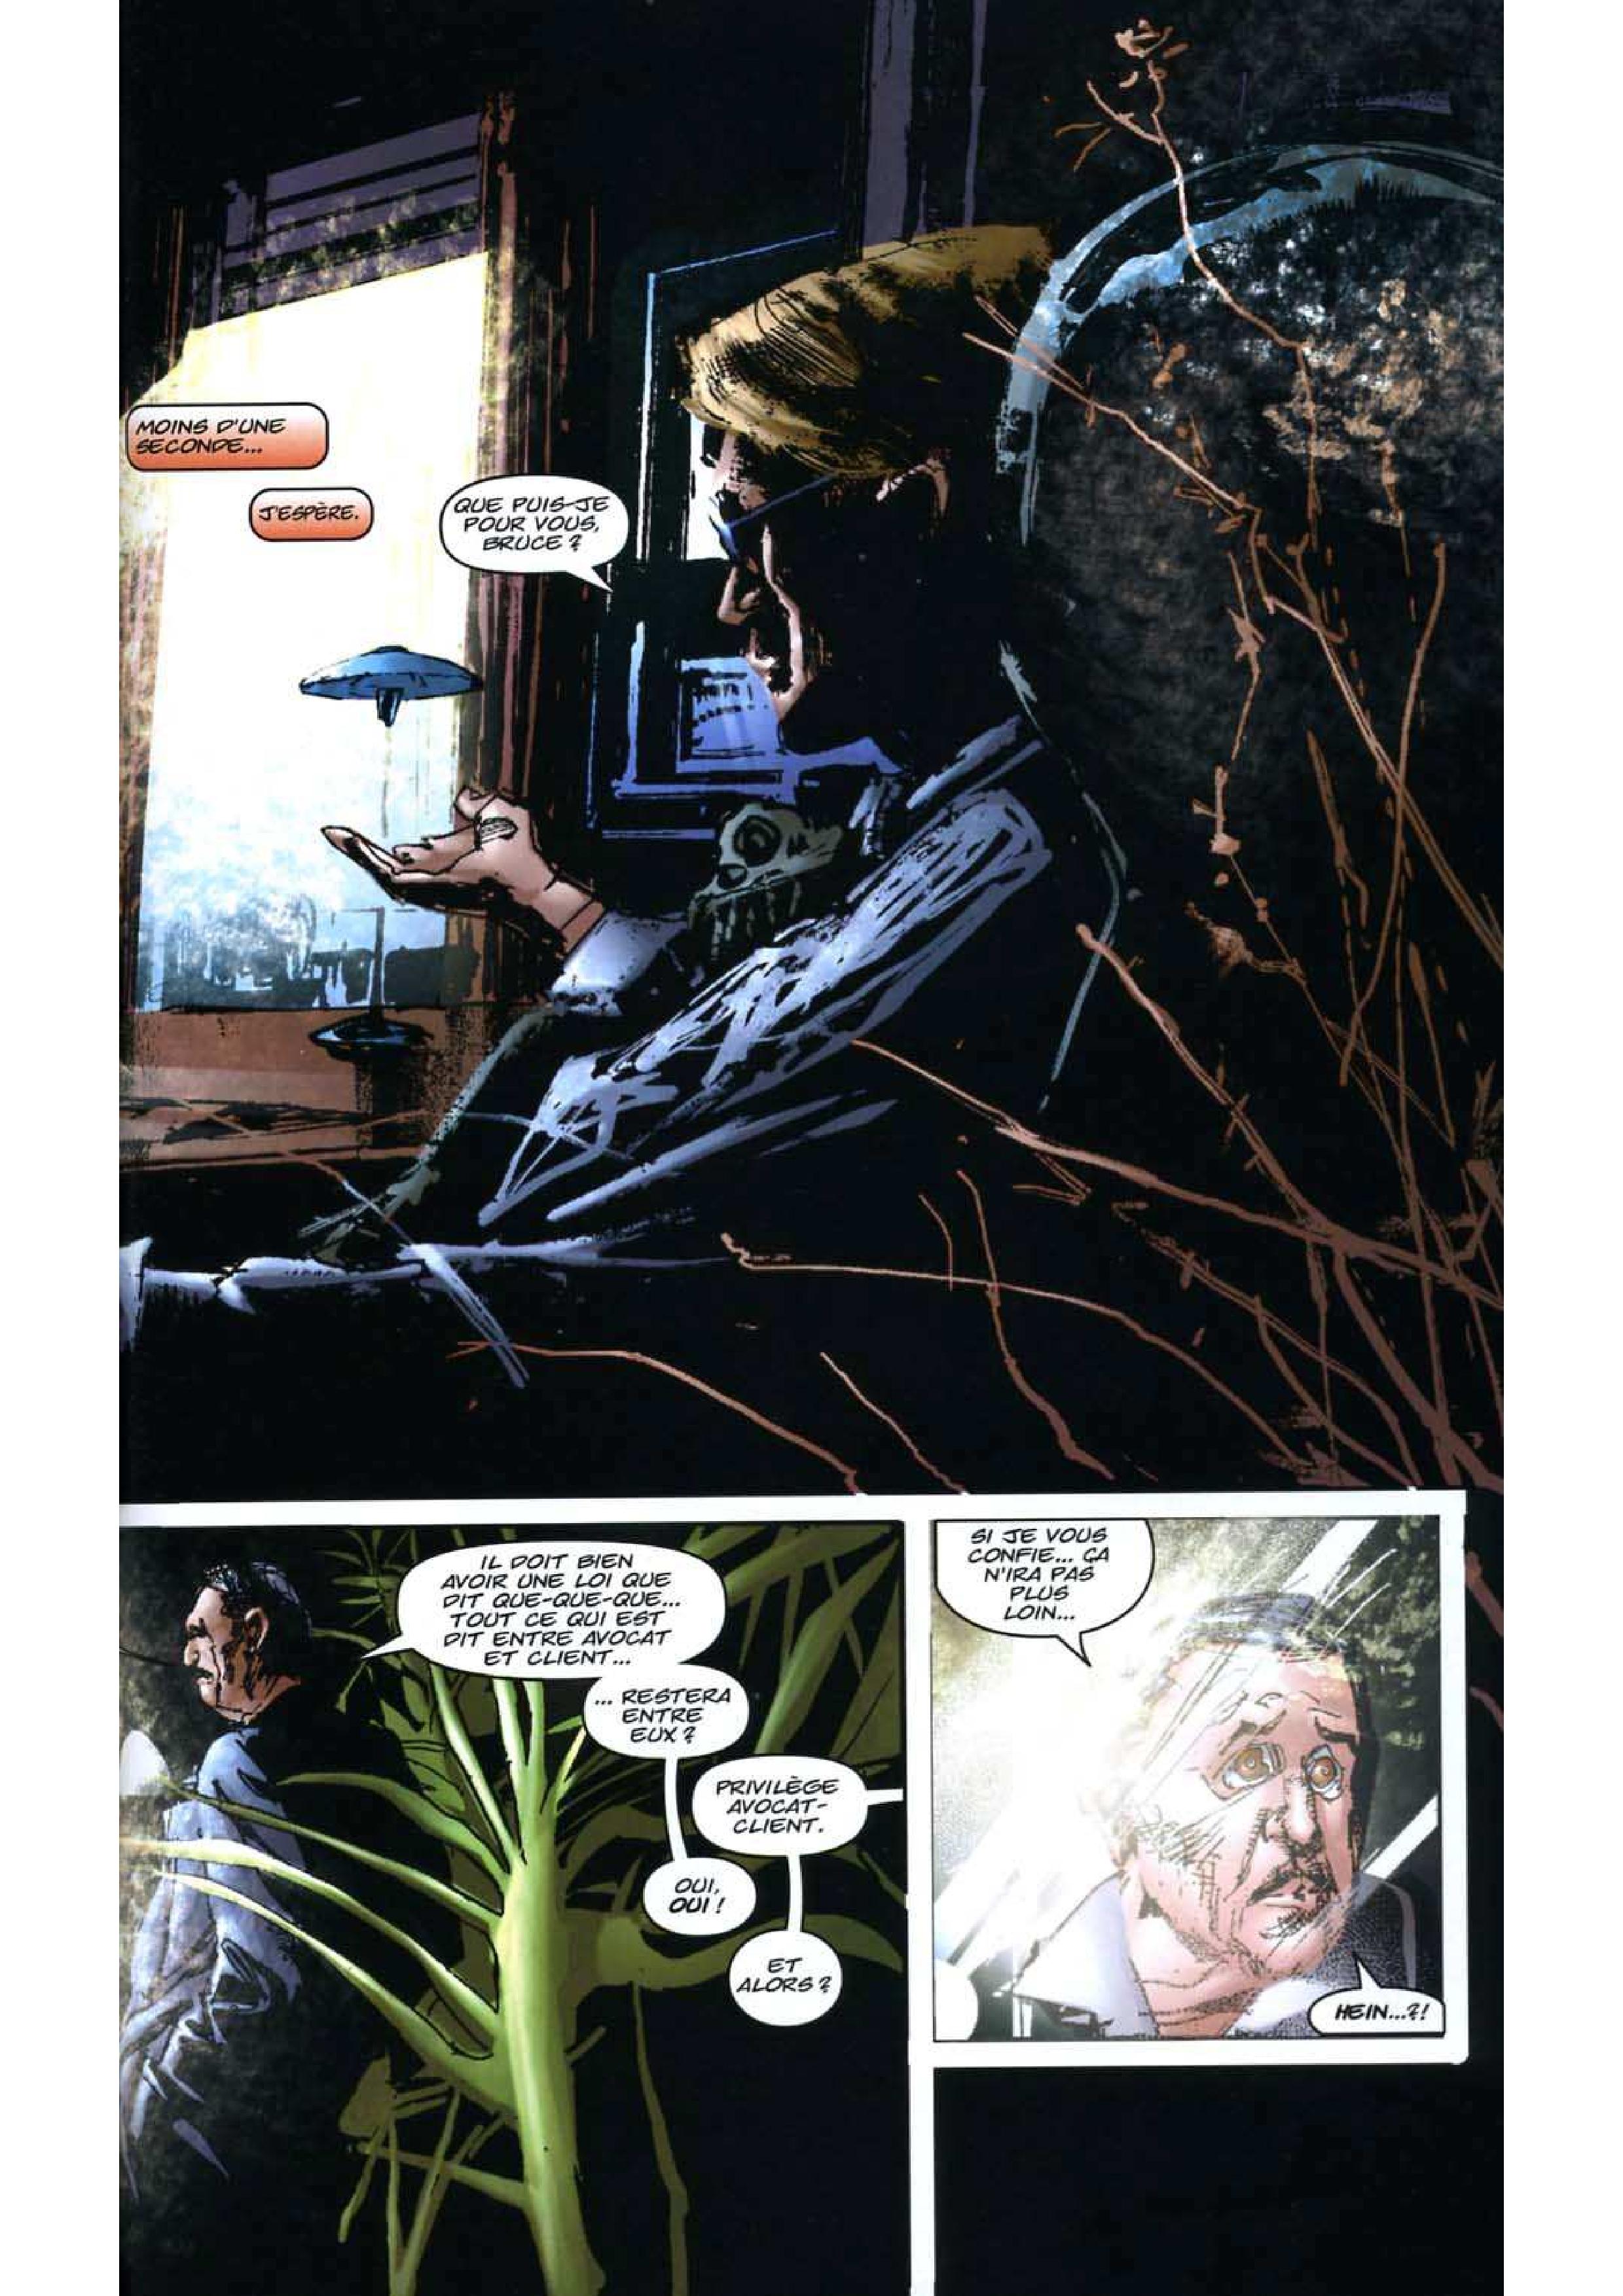 MOINS D'UNE
SECONDE...
J'ESPÈRE.
QUE PUIS-JE
POUR VOUS,
BRUCE ?
IL DOIT BIEN
AVOIR UNE LOI QUE
DIT QUE-QUE-QUE...
TOUT CE QUI EST
DIT ENTRE AVOCAT
ET CLIENT...
... RESTERA
ENTRE
EUX ?
PRIVILÈGE
AVOCAT-
CLIENT.
OUI,
OUI !
ET
ALORS ?
SI JE VOUS
CONFIE... ÇA
N'IRA PAS
PLUS
LOIN...
HEIN...?!